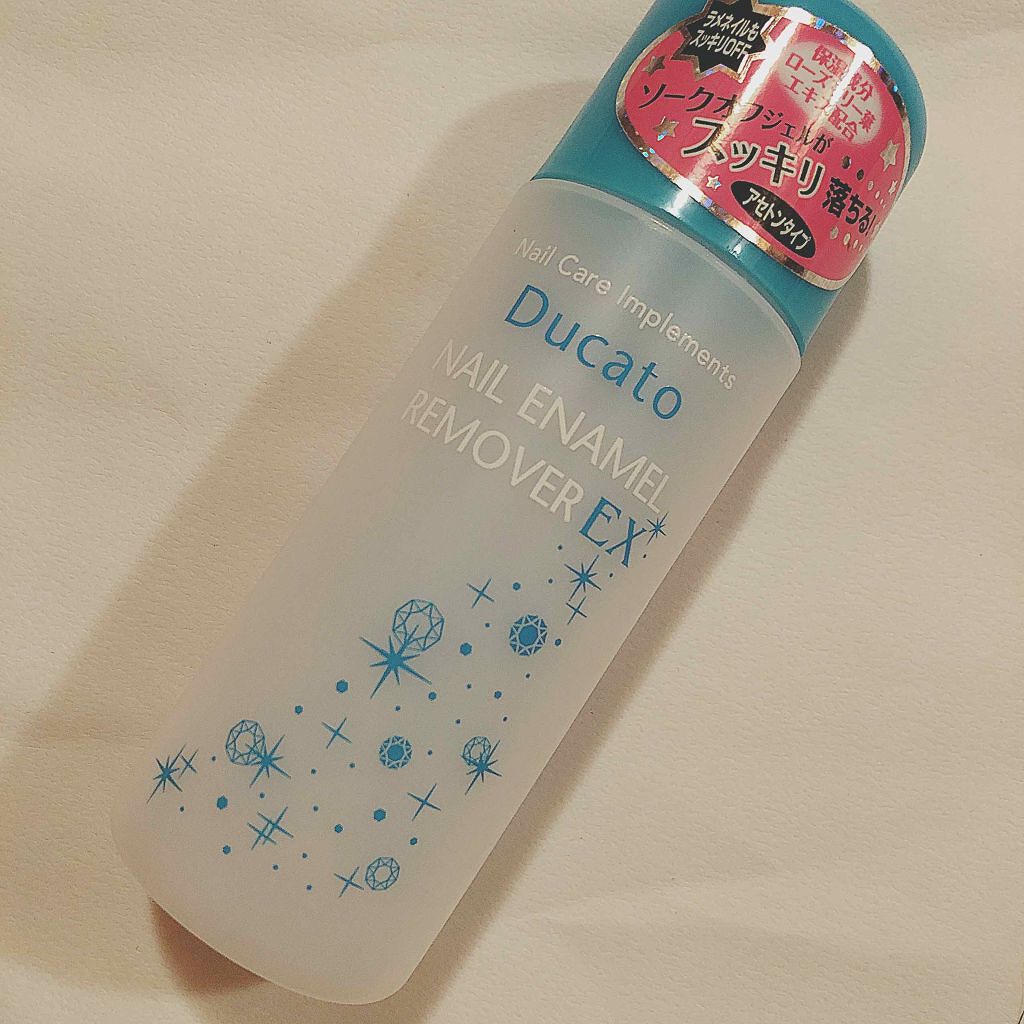 ラメネイルも
スッキリOFF
保湿成分
ローズマリー葉
エキス配合
ソークオフジェルが
スッキリ落ちる!
アセトンタイプ
Nail Care Implements
Ducato
NAIL ENAMEL
REMOVER EX